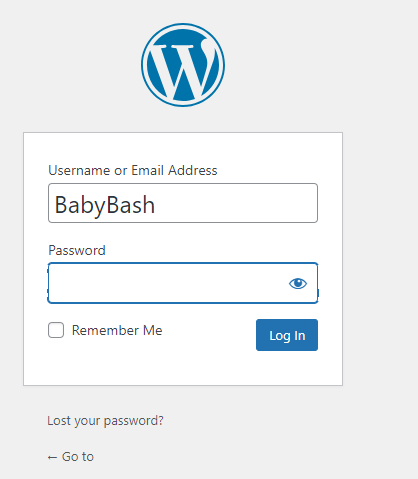 Username or Email Address
BabyBash
Password
Remember Me
Log In
Lost your password?
← Go to